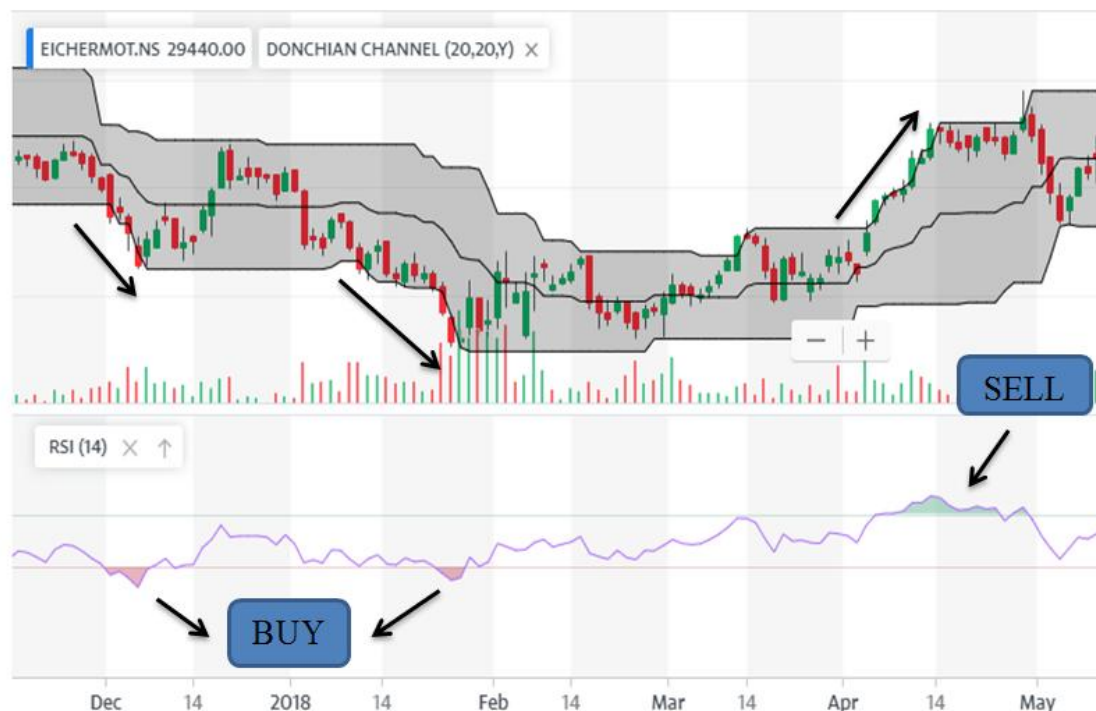 EICHERMOT.NS 29440.00 DONCHIAN CHANNEL (20,20,Y) ×
− +
SELL
RSI (14) × ↑
BUY
Dec 14 2018 14 Feb 14 Mar 14 Apr 14 May